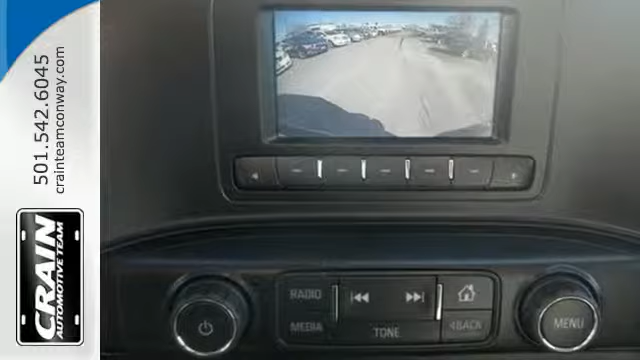 501.542.6045
crainteamconway.com
CRAIN
AUTOMOTIVE TEAM
RADIO
MEDIA
TONE
BACK
MENU